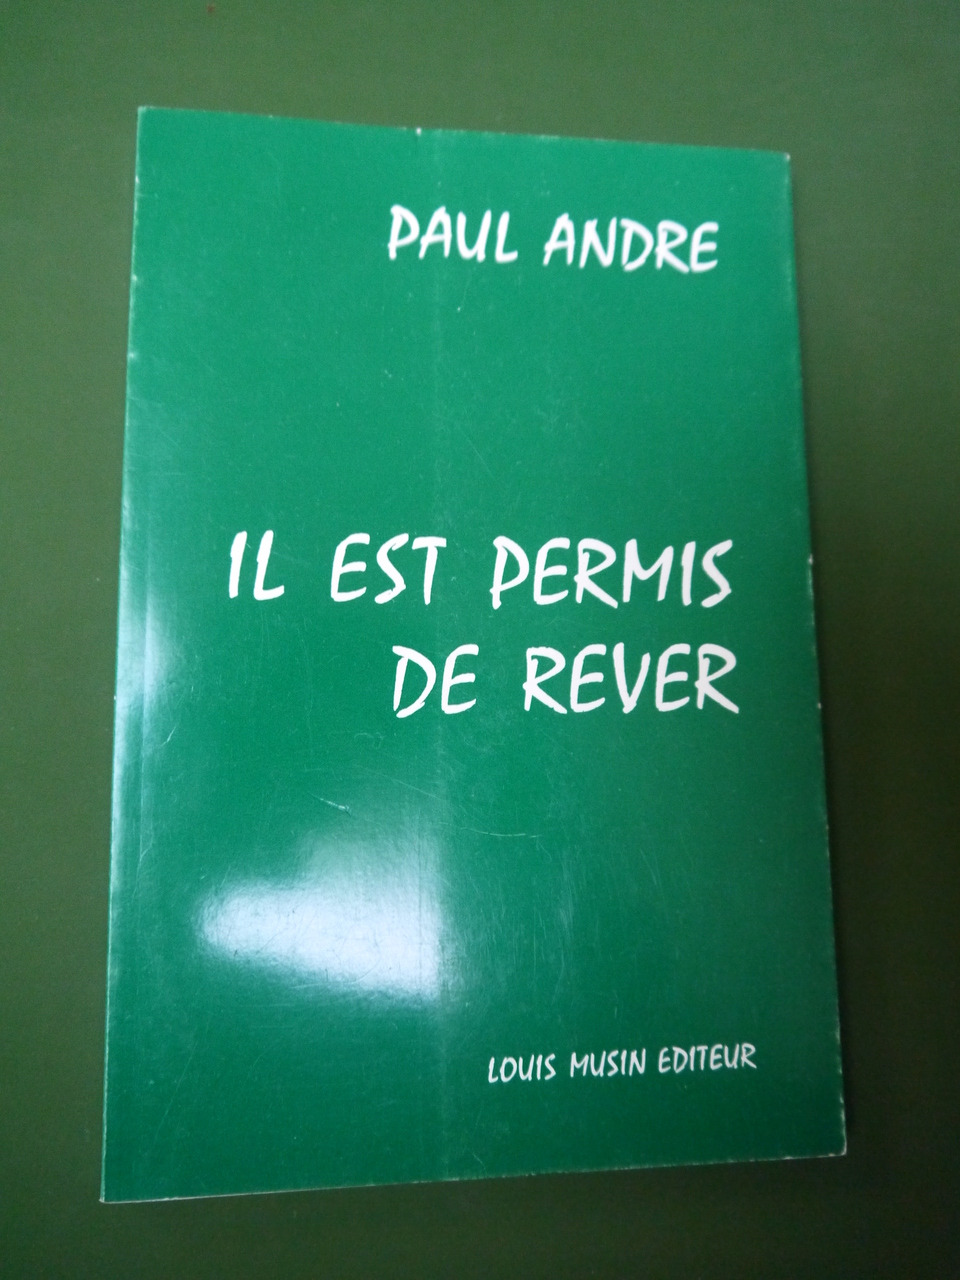 PAUL ANDRE
IL EST PERMIS
DE REVER
LOUIS MUSIN EDITEUR